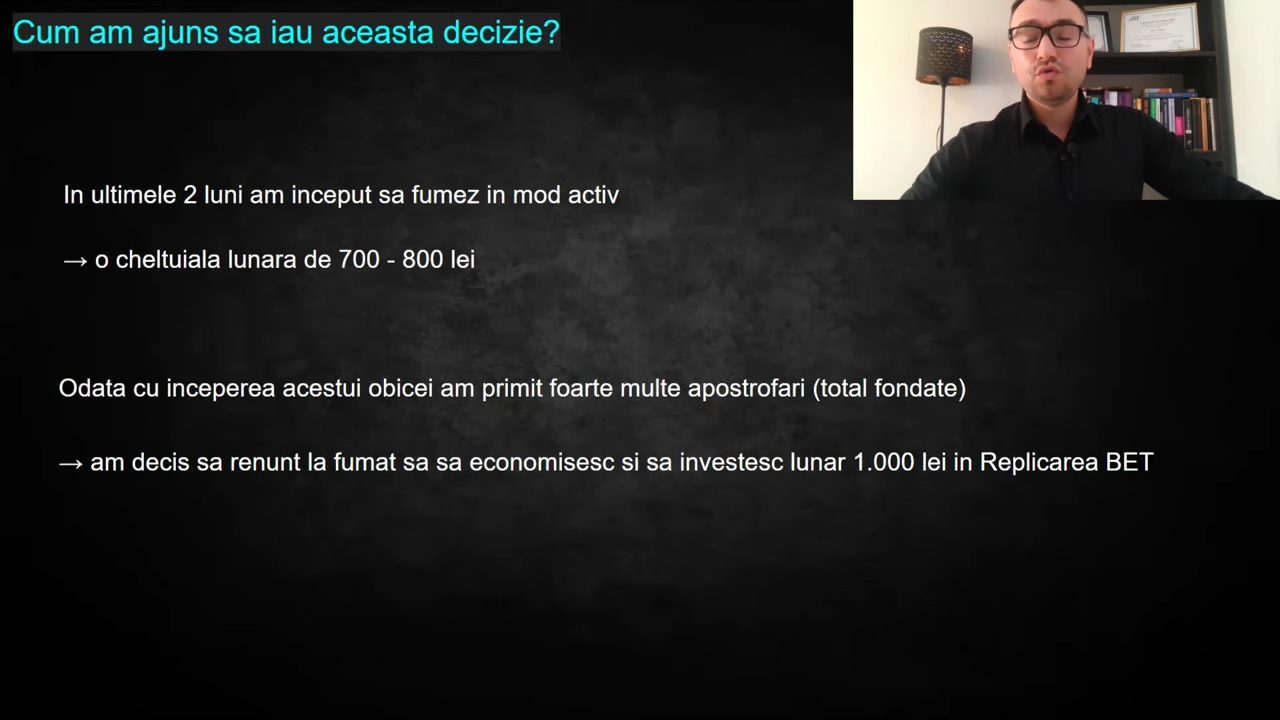 Cum am ajuns sa iau aceasta decizie?
In ultimele 2 luni am inceput sa fumez in mod activ
→ o cheltuiala lunara de 700 - 800 lei
Odata cu inceperea acestui obicei am primit foarte multe apostrofari (total fondate)
→ am decis sa renunt la fumat sa sa economisesc si sa investesc lunar 1.000 lei in Replicarea BET